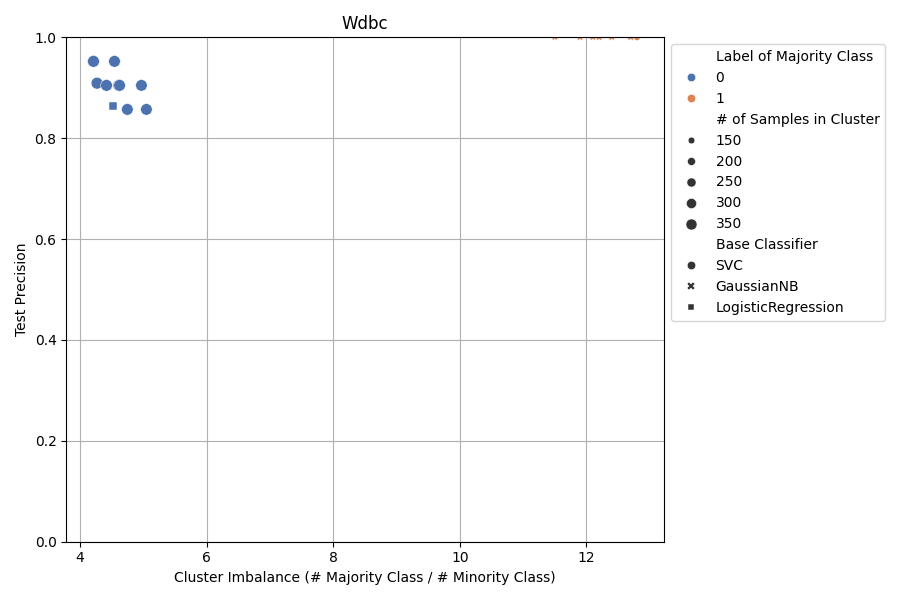 Wdbc
1.0
0.8
0.6
0.4
0.2
0.0
Test Precision
4
6
8
10
12
Cluster Imbalance (# Majority Class / # Minority Class)
Label of Majority Class
0
1
# of Samples in Cluster
150
200
250
300
350
Base Classifier
SVC
GaussianNB
LogisticRegression